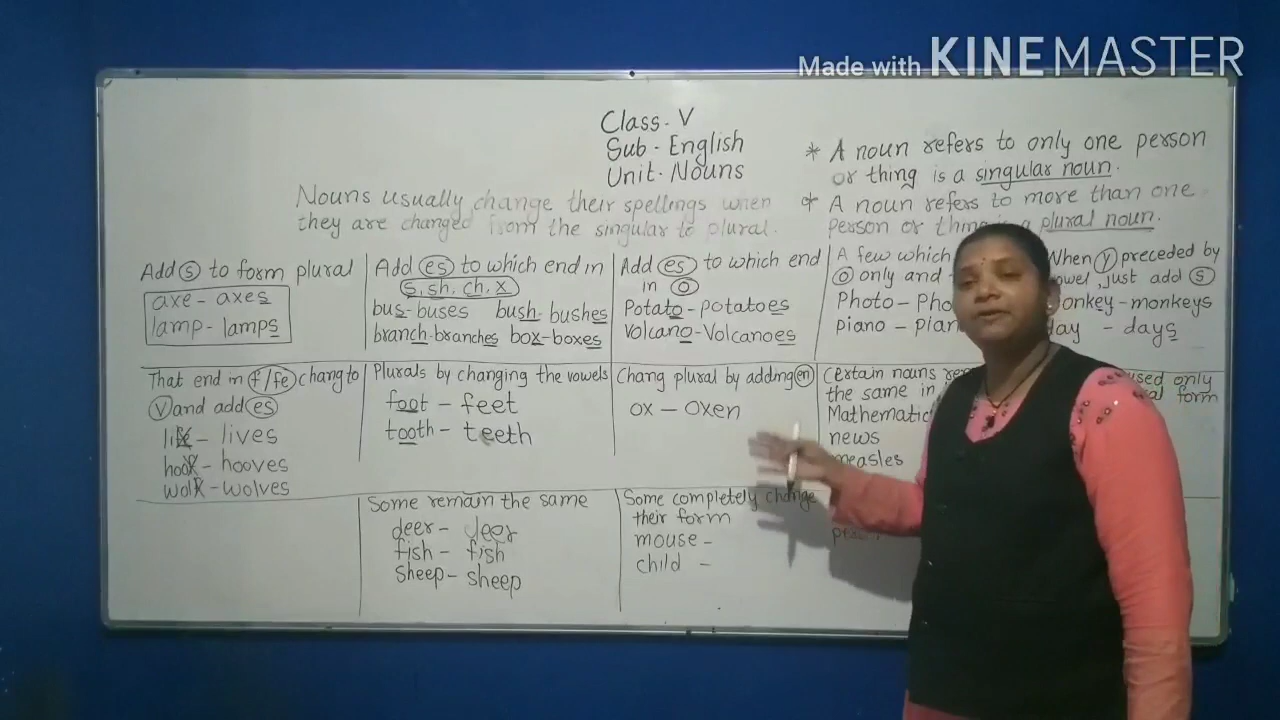 Made with KINEMASTER
Class- V
Sub - English
Unit- Nouns
* A noun refers to only one person
or thing is a singular noun.
* A noun refers to more than one
person or thing is a plural noun.
Nouns usually change their spellings when
they are changed from the singular to plural.
Add s to form plural
axe - axes
lamp - lamps
Add es to which end in
s, sh, ch, x
bus- buses bush- bushes
branch-branches box-boxes
Add es to which end
in o
Potato-potatoes
volcano-Volcanoes
A few which
o only and
Photo - Pho
piano - pian
When y preceded by
vowel, just add s
monkey-monkeys
day - days
That end in f/fe chang to
v and add es
life - lives
hoof - hooves
wolf - wolves
Plurals by changing the vowels
foot - feet
tooth - teeth
Chang plural by adding en
ox - oxen
Certain nouns rem
the same in
Mathematic
news
measles
used only
form
Some remain the same
deer - deer
fish - fish
Sheep - sheep
Some completely change
their form
mouse -
child -